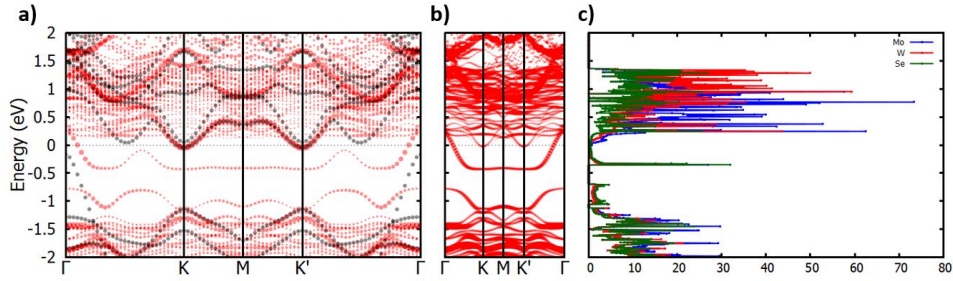 a)
b)
c)
Energy (eV)
2
1.5
1
0.5
0
-0.5
-1
-1.5
-2
Γ K M K' Γ
Γ K M K' Γ
Mo
W
Se
0 10 20 30 40 50 60 70 80